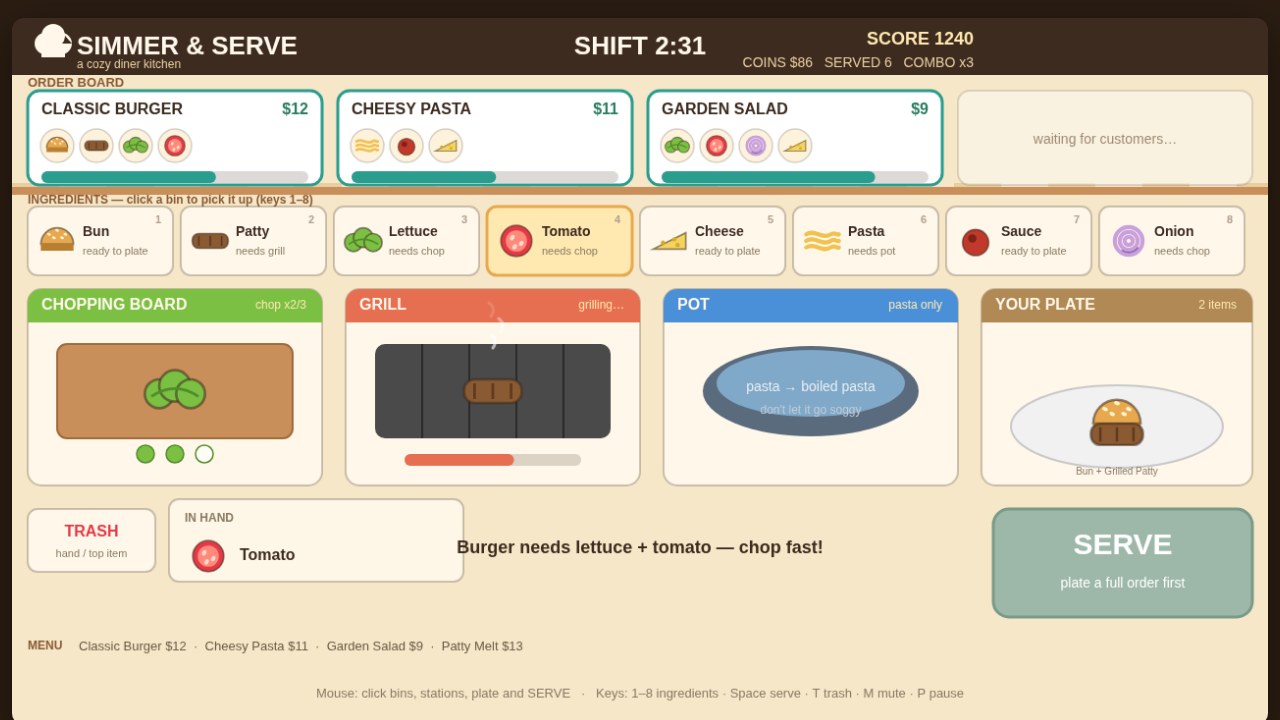 SIMMER & SERVE
a cozy diner kitchen
SHIFT 2:31
SCORE 1240
COINS $86 SERVED 6 COMBO x3
ORDER BOARD
CLASSIC BURGER $12
CHEESY PASTA $11
GARDEN SALAD $9
waiting for customers…
INGREDIENTS — click a bin to pick it up (keys 1–8)
1
Bun
ready to plate
2
Patty
needs grill
3
Lettuce
needs chop
4
Tomato
needs chop
5
Cheese
ready to plate
6
Pasta
needs pot
7
Sauce
ready to plate
8
Onion
needs chop
CHOPPING BOARD chop x2/3
GRILL grilling…
POT pasta only
pasta → boiled pasta
don't let it go soggy
YOUR PLATE 2 items
Bun + Grilled Patty
TRASH
hand / top item
IN HAND
Tomato
Burger needs lettuce + tomato — chop fast!
SERVE
plate a full order first
MENU Classic Burger $12 · Cheesy Pasta $11 · Garden Salad $9 · Patty Melt $13
Mouse: click bins, stations, plate and SERVE · Keys: 1–8 ingredients · Space serve · T trash · M mute · P pause